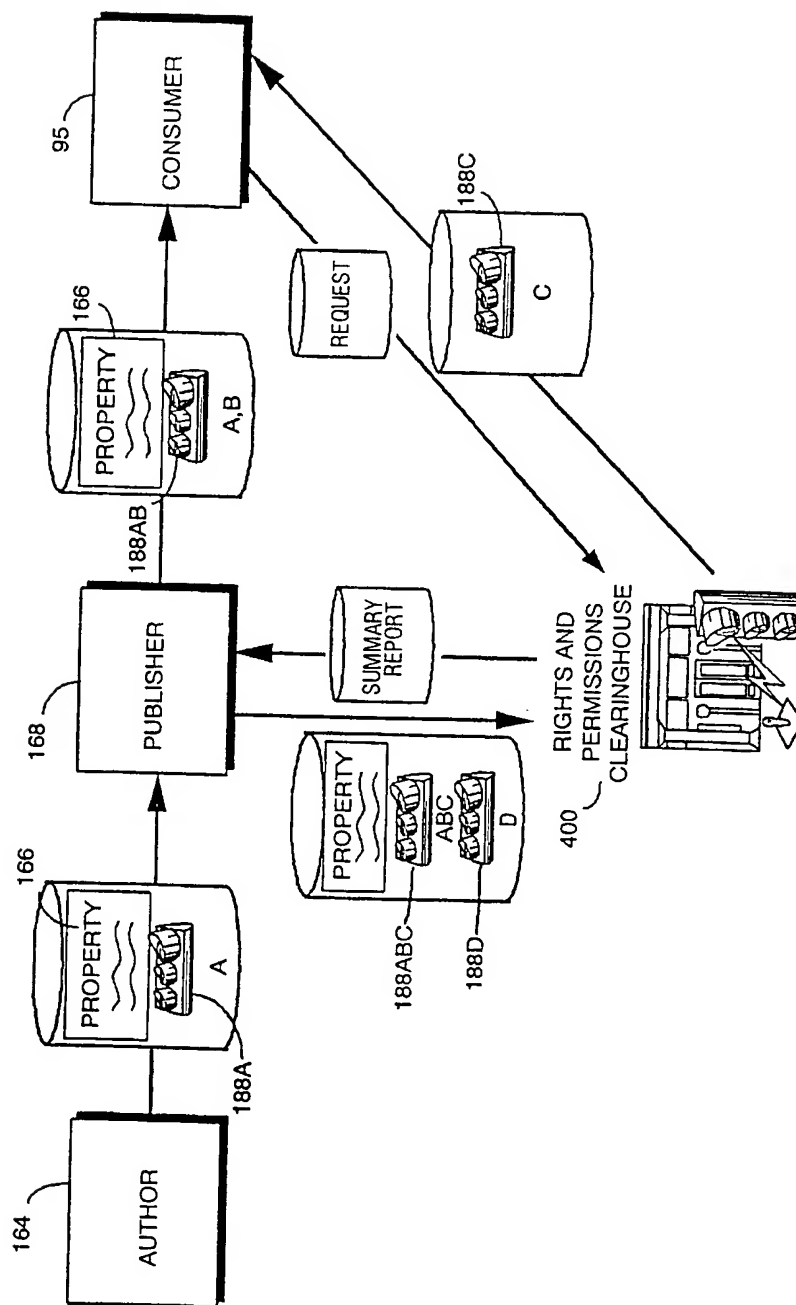 164
AUTHOR
166
PROPERTY
A
188A
168
PUBLISHER
166
PROPERTY
188AB
A,B
95
CONSUMER
PROPERTY
188ABC
ABC
188D
D
SUMMARY
REPORT
REQUEST
188C
C
400
RIGHTS AND
PERMISSIONS
CLEARINGHOUSE